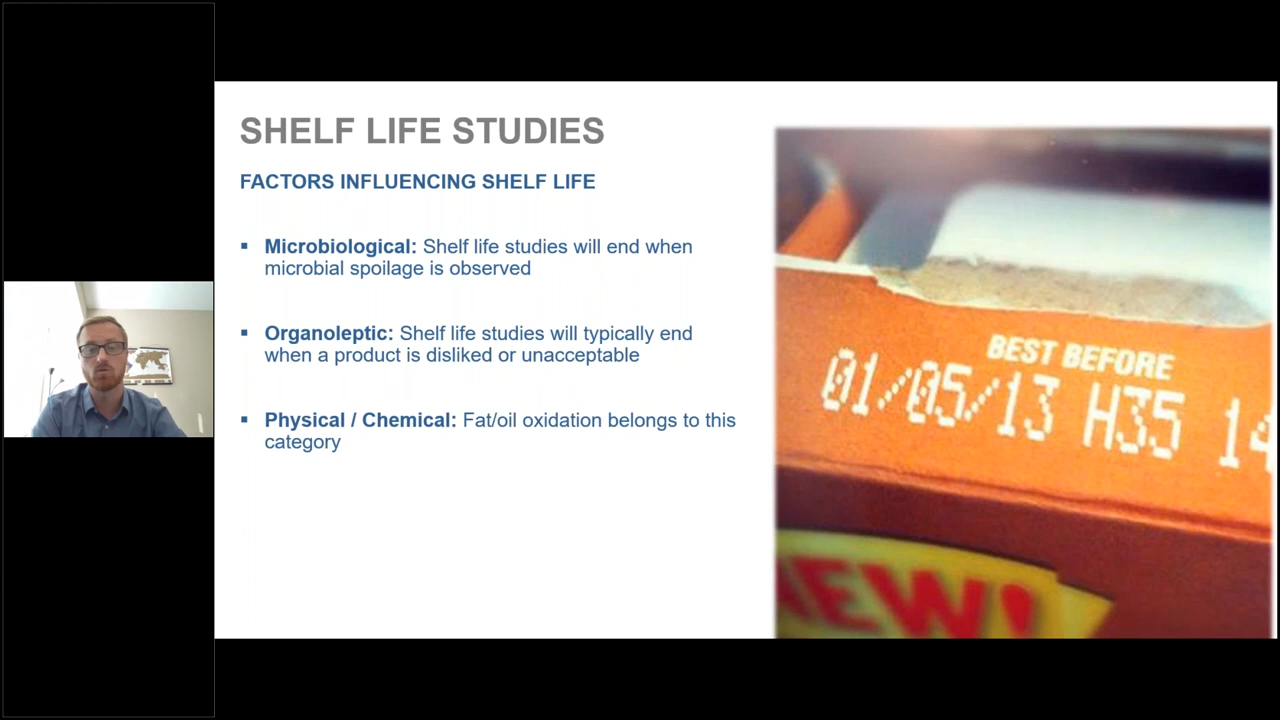 SHELF LIFE STUDIES
FACTORS INFLUENCING SHELF LIFE
▪ Microbiological: Shelf life studies will end when
microbial spoilage is observed
▪ Organoleptic: Shelf life studies will typically end
when a product is disliked or unacceptable
▪ Physical / Chemical: Fat/oil oxidation belongs to this
category
BEST BEFORE
01/05/13 H35 14
EW!